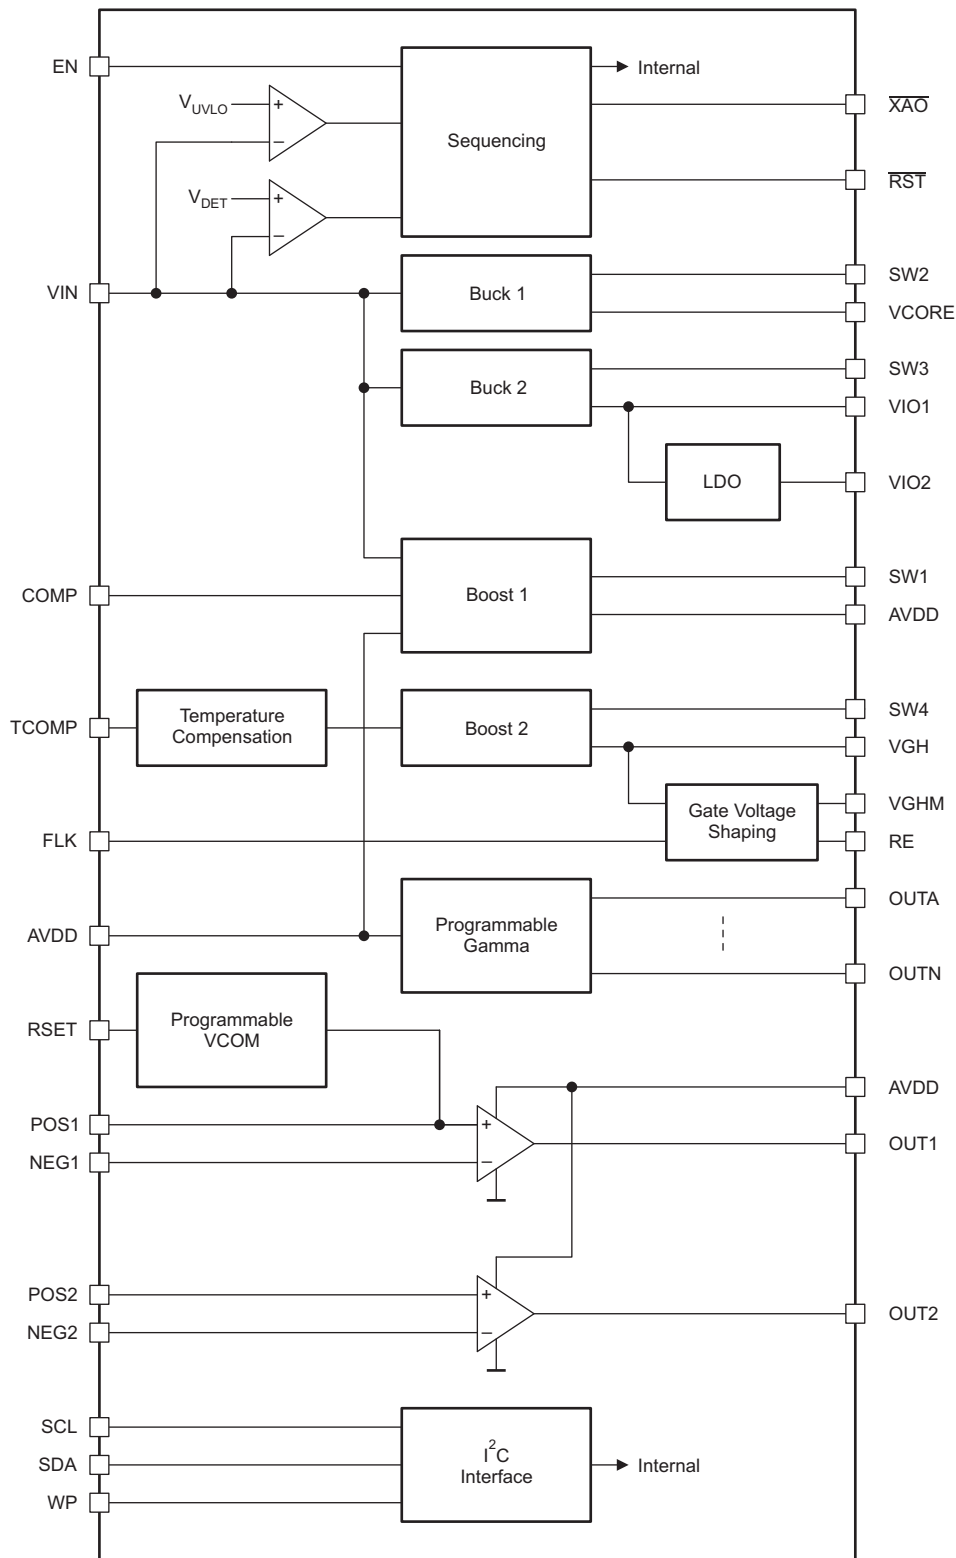 EN
Internal
V_UVLO
+
−
XAO
Sequencing
RST
V_DET
+
−
SW2
VIN
Buck 1
VCORE
SW3
Buck 2
VIO1
LDO
VIO2
SW1
COMP
Boost 1
AVDD
SW4
TCOMP
Temperature
Compensation
Boost 2
VGH
VGHM
Gate Voltage
Shaping
FLK
RE
OUTA
AVDD
Programmable
Gamma
OUTN
RSET
Programmable
VCOM
AVDD
POS1
+
OUT1
NEG1
−
POS2
+
OUT2
NEG2
−
SCL
SDA
I²C
Interface
Internal
WP